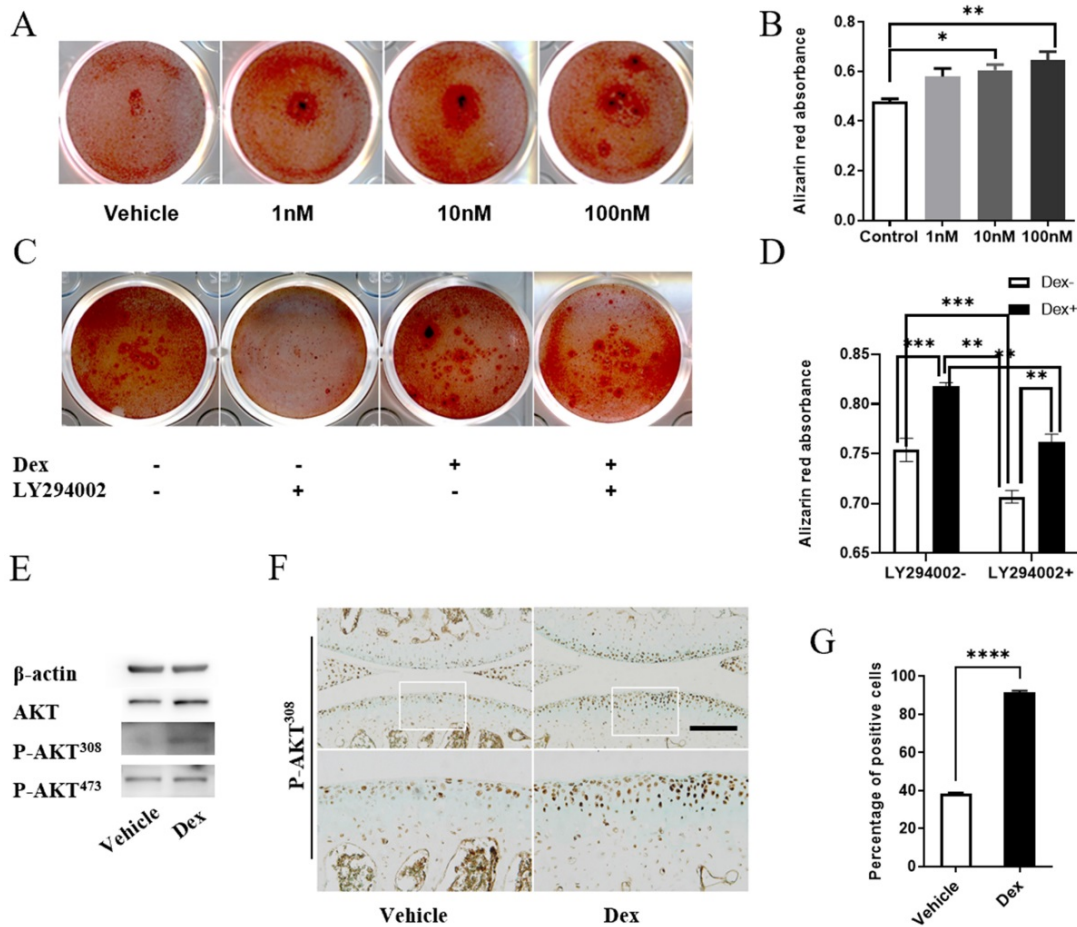 A
Vehicle 1nM 10nM 100nM
B
** 
*
Alizarin red absorbance
0.8
0.6
0.4
0.2
0.0
Control 1nM 10nM 100nM
C
Dex - - + +
LY294002 - + - +
D
Dex-
Dex+
***
*** ** **
**
Alizarin red absorbance
0.85
0.80
0.75
0.70
0.65
LY294002- LY294002+
E
β-actin
AKT
P-AKT³⁰⁸
P-AKT⁴⁷³
Vehicle Dex
F
P-AKT³⁰⁸
Vehicle Dex
G
****
Percentage of positive cells
100
80
60
40
20
0
Vehicle Dex